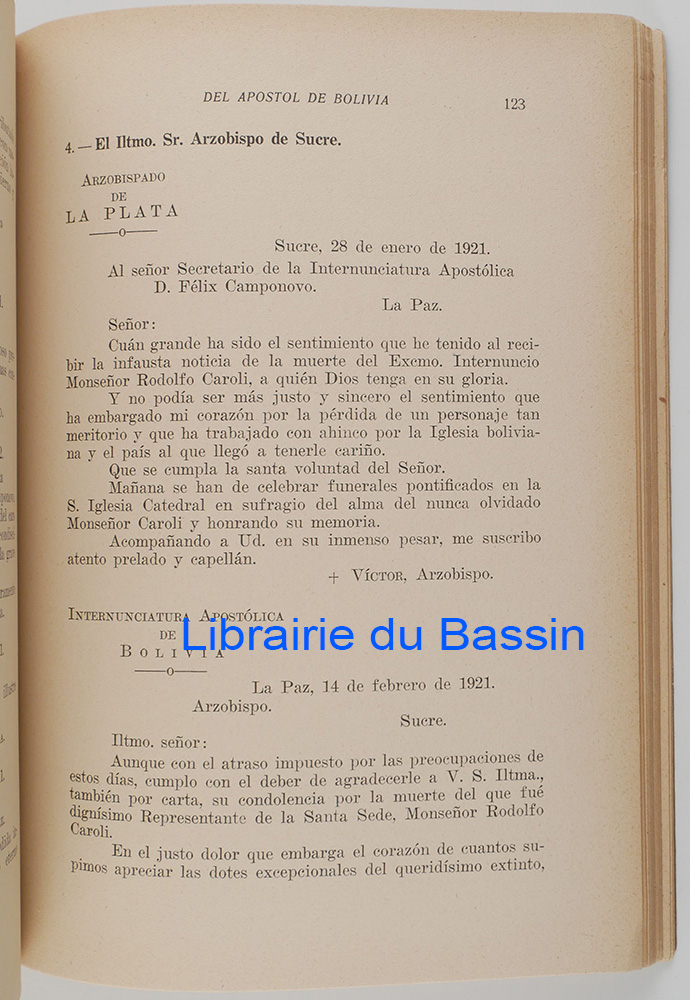 DEL APOSTOL DE BOLIVIA
123
4.—El Iltmo. Sr. Arzobispo de Sucre.
ARZOBISPADO
DE
LA PLATA
—o—
Sucre, 28 de enero de 1921.
Al señor Secretario de la Internunciatura Apostólica
D. Félix Camponovo.
La Paz.
Señor:
Cuán grande ha sido el sentimiento que he tenido al reci-
bir la infausta noticia de la muerte del Excmo. Internuncio
Monseñor Rodolfo Caroli, a quién Dios tenga en su gloria.
Y no podía ser más justo y sincero el sentimiento que
ha embargado mi corazón por la pérdida de un personaje tan
meritorio y que ha trabajado con ahinco por la Iglesia bolivia-
na y el país al que llegó a tenerle cariño.
Que se cumpla la santa voluntad del Señor.
Mañana se han de celebrar funerales pontificados en la
S. Iglesia Catedral en sufragio del alma del nunca olvidado
Monseñor Caroli y honrando su memoria.
Acompañando a Ud. en su inmenso pesar, me suscribo
atento prelado y capellán.
+ VÍCTOR, Arzobispo.
INTERNUNCIATURA APOSTÓLICA
DE
Librairie du Bassin
BOLIVIA
—o—
La Paz, 14 de febrero de 1921.
Arzobispo.
Sucre.
Iltmo. señor:
Aunque con el atraso impuesto por las preocupaciones de
estos días, cumplo con el deber de agradecerle a V. S. Iltma.,
también por carta, su condolencia por la muerte del que fué
dignísimo Representante de la Santa Sede, Monseñor Rodolfo
Caroli.
En el justo dolor que embarga el corazón de cuantos su-
pimos apreciar las dotes excepcionales del queridísimo extinto,